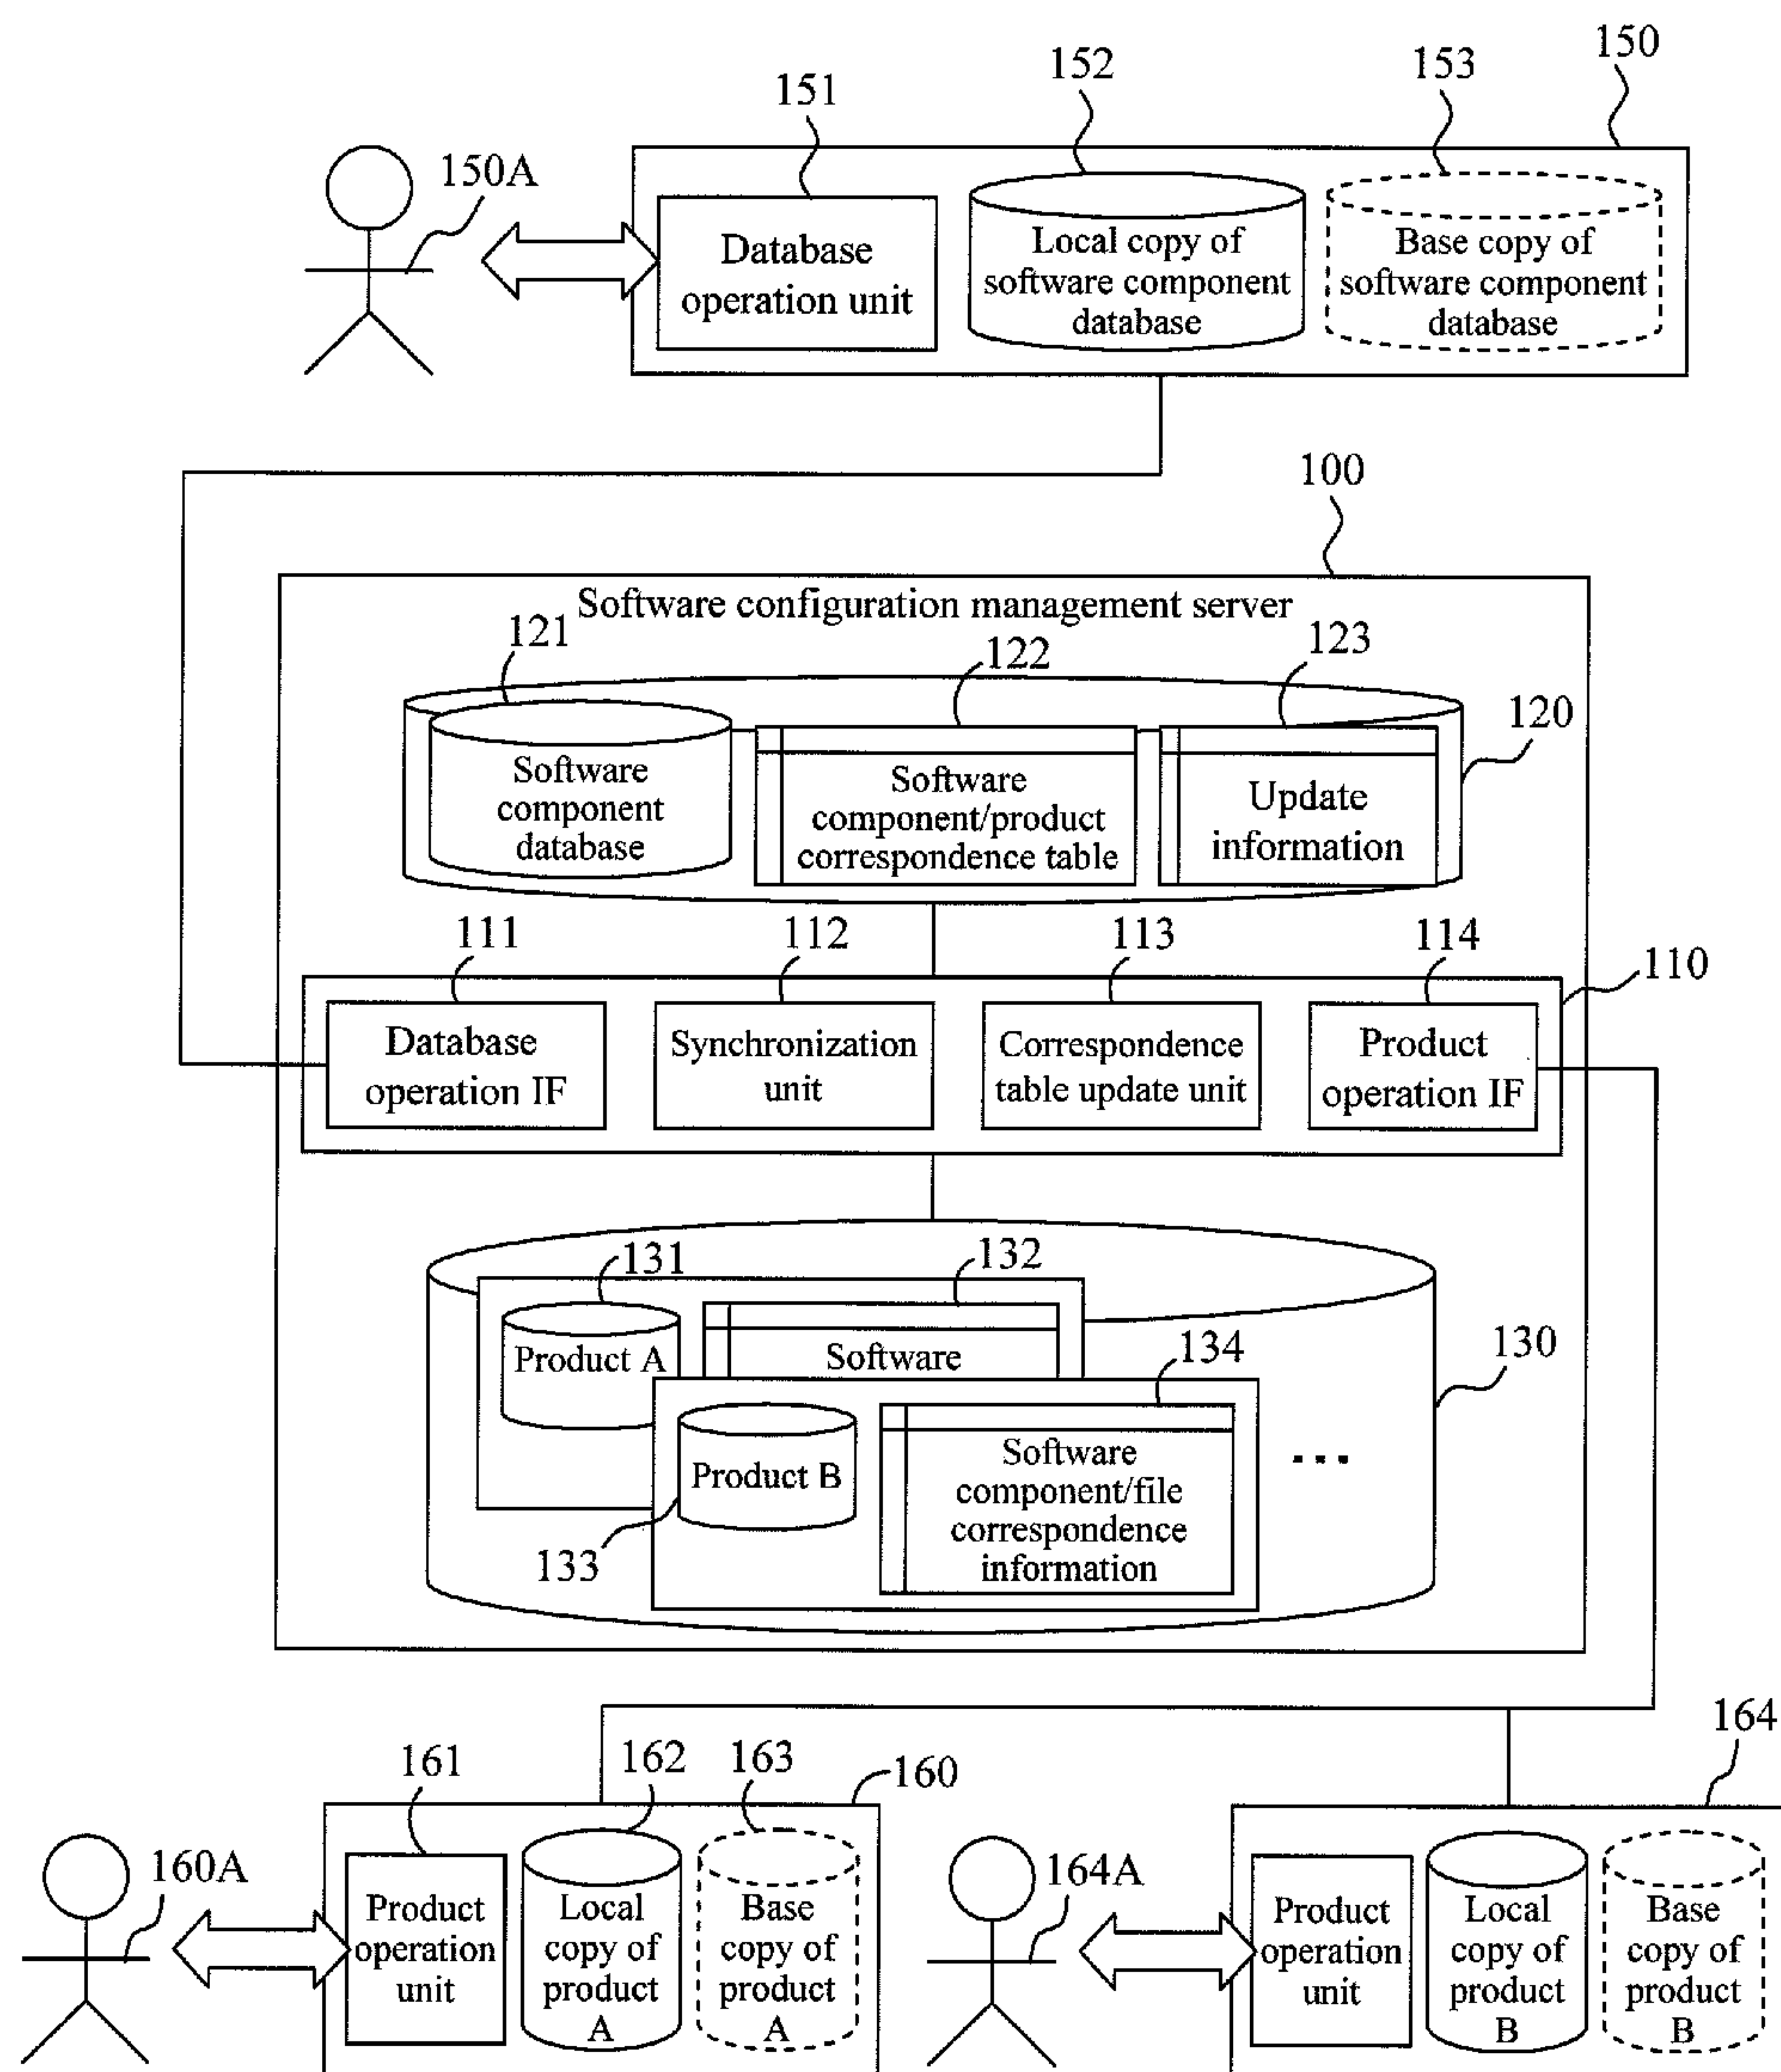 150
152
153
151
150A
Database
operation unit
Local copy of
software component
database
Base copy of
software component
database
100
Software configuration management server
121
122
123
120
Software
component
database
Software
component/product
correspondence table
Update
information
111
112
113
114
110
Database
operation IF
Synchronization
unit
Correspondence
table update unit
Product
operation IF
131
132
Product A
Software
134
130
Product B
Software
component/file
correspondence
information
...
133
164
161
162
163
160
160A
Product
operation
unit
Local
copy of
product
A
Base
copy of
product
A
164A
Product
operation
unit
Local
copy of
product
B
Base
copy of
product
B